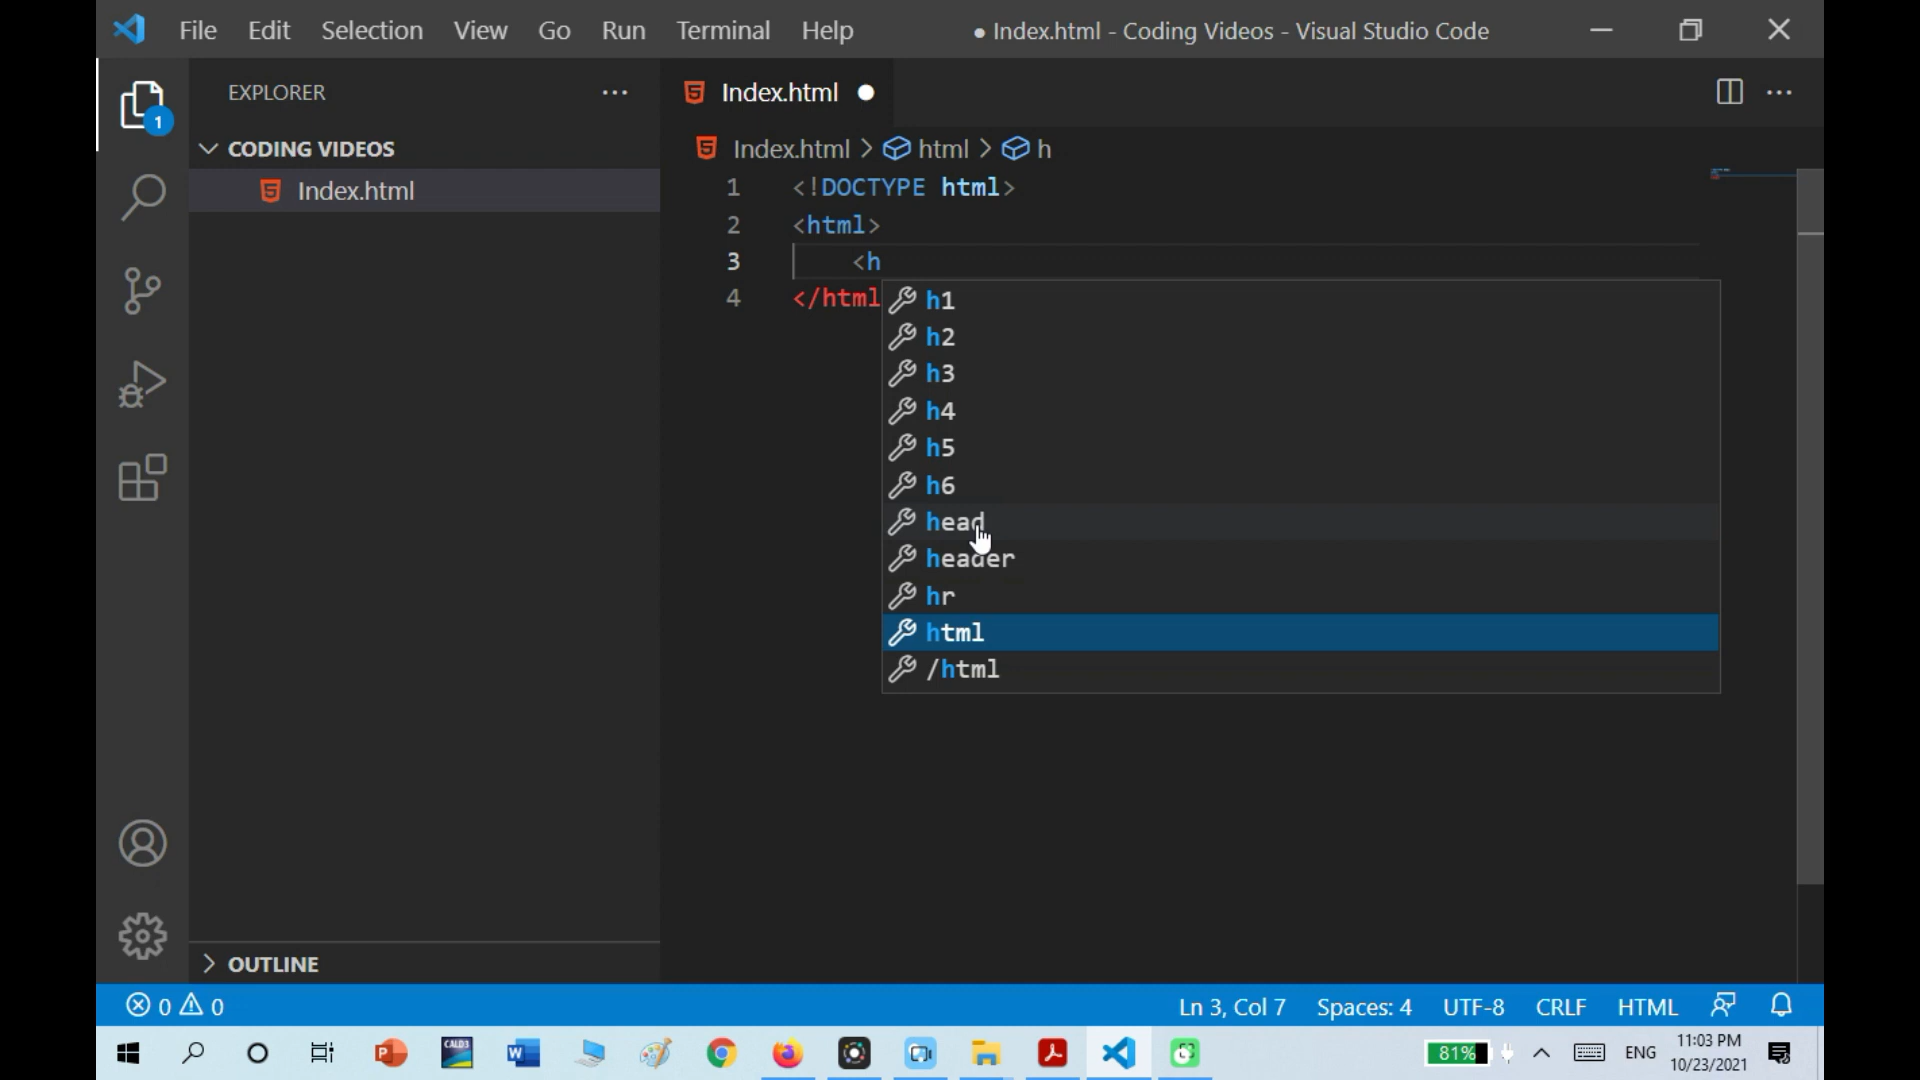 File Edit Selection View Go Run Terminal Help ● Index.html - Coding Videos - Visual Studio Code
EXPLORER
Index.html
1
CODING VIDEOS
Index.html > html > h
Index.html
1 <!DOCTYPE html>
2 <html>
3 <h
4 </html
h1
h2
h3
h4
h5
h6
head
header
hr
html
/html
OUTLINE
0 0
Ln 3, Col 7 Spaces: 4 UTF-8 CRLF HTML
CALD3
81%
ENG
11:03 PM
10/23/2021